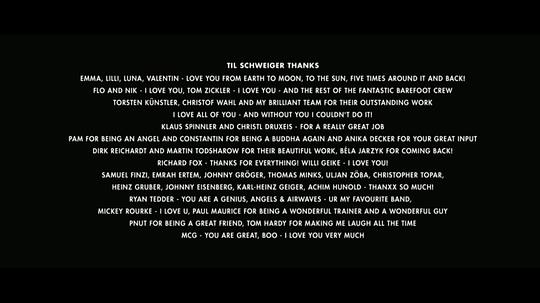 TIL SCHWEIGER THANKS
EMMA, LILLI, LUNA, VALENTIN - LOVE YOU FROM EARTH TO MOON, TO THE SUN, FIVE TIMES AROUND IT AND BACK!
FLO AND NIK - I LOVE YOU, TOM ZICKLER - I LOVE YOU - AND THE REST OF THE FANTASTIC BAREFOOT CREW
TORSTEN KÜNSTLER, CHRISTOF WAHL AND MY BRILLIANT TEAM FOR THEIR OUTSTANDING WORK
I LOVE ALL OF YOU - AND WITHOUT YOU I COULDN'T DO IT!
KLAUS SPINNLER AND CHRISTL DRUXEIS - FOR A REALLY GREAT JOB
PAM FOR BEING AN ANGEL AND CONSTANTIN FOR BEING A BUDDHA AGAIN AND ANIKA DECKER FOR YOUR GREAT INPUT
DIRK REICHARDT AND MARTIN TODSHAROW FOR THEIR BEAUTIFUL WORK, BÉLA JARZYK FOR COMING BACK!
RICHARD FOX - THANKS FOR EVERYTHING! WILLI GEIKE - I LOVE YOU!
SAMUEL FINZI, EMRAH ERTEM, JOHNNY GRÖGER, THOMAS MINKS, ULJAN ZÖBA, CHRISTOPHER TOPAR,
HEINZ GRUBER, JOHNNY EISENBERG, KARL-HEINZ GEIGER, ACHIM HUNOLD - THANXX SO MUCH!
RYAN TEDDER - YOU ARE A GENIUS, ANGELS & AIRWAVES - UR MY FAVOURITE BAND,
MICKEY ROURKE - I LOVE U, PAUL MAURICE FOR BEING A WONDERFUL TRAINER AND A WONDERFUL GUY
PNUT FOR BEING A GREAT FRIEND, TOM HARDY FOR MAKING ME LAUGH ALL THE TIME
MCG - YOU ARE GREAT, BOO - I LOVE YOU VERY MUCH